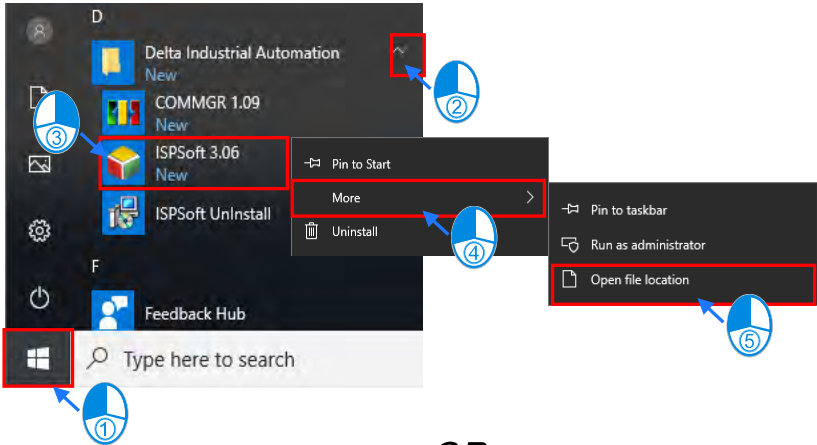 D
Delta Industrial Automation
New
COMMGR 1.09
New
ISPSoft 3.06
New
ISPSoft UnInstall
F
Feedback Hub
Type here to search
Pin to Start
More
Uninstall
Pin to taskbar
Run as administrator
Open file location
①
②
③
④
⑤